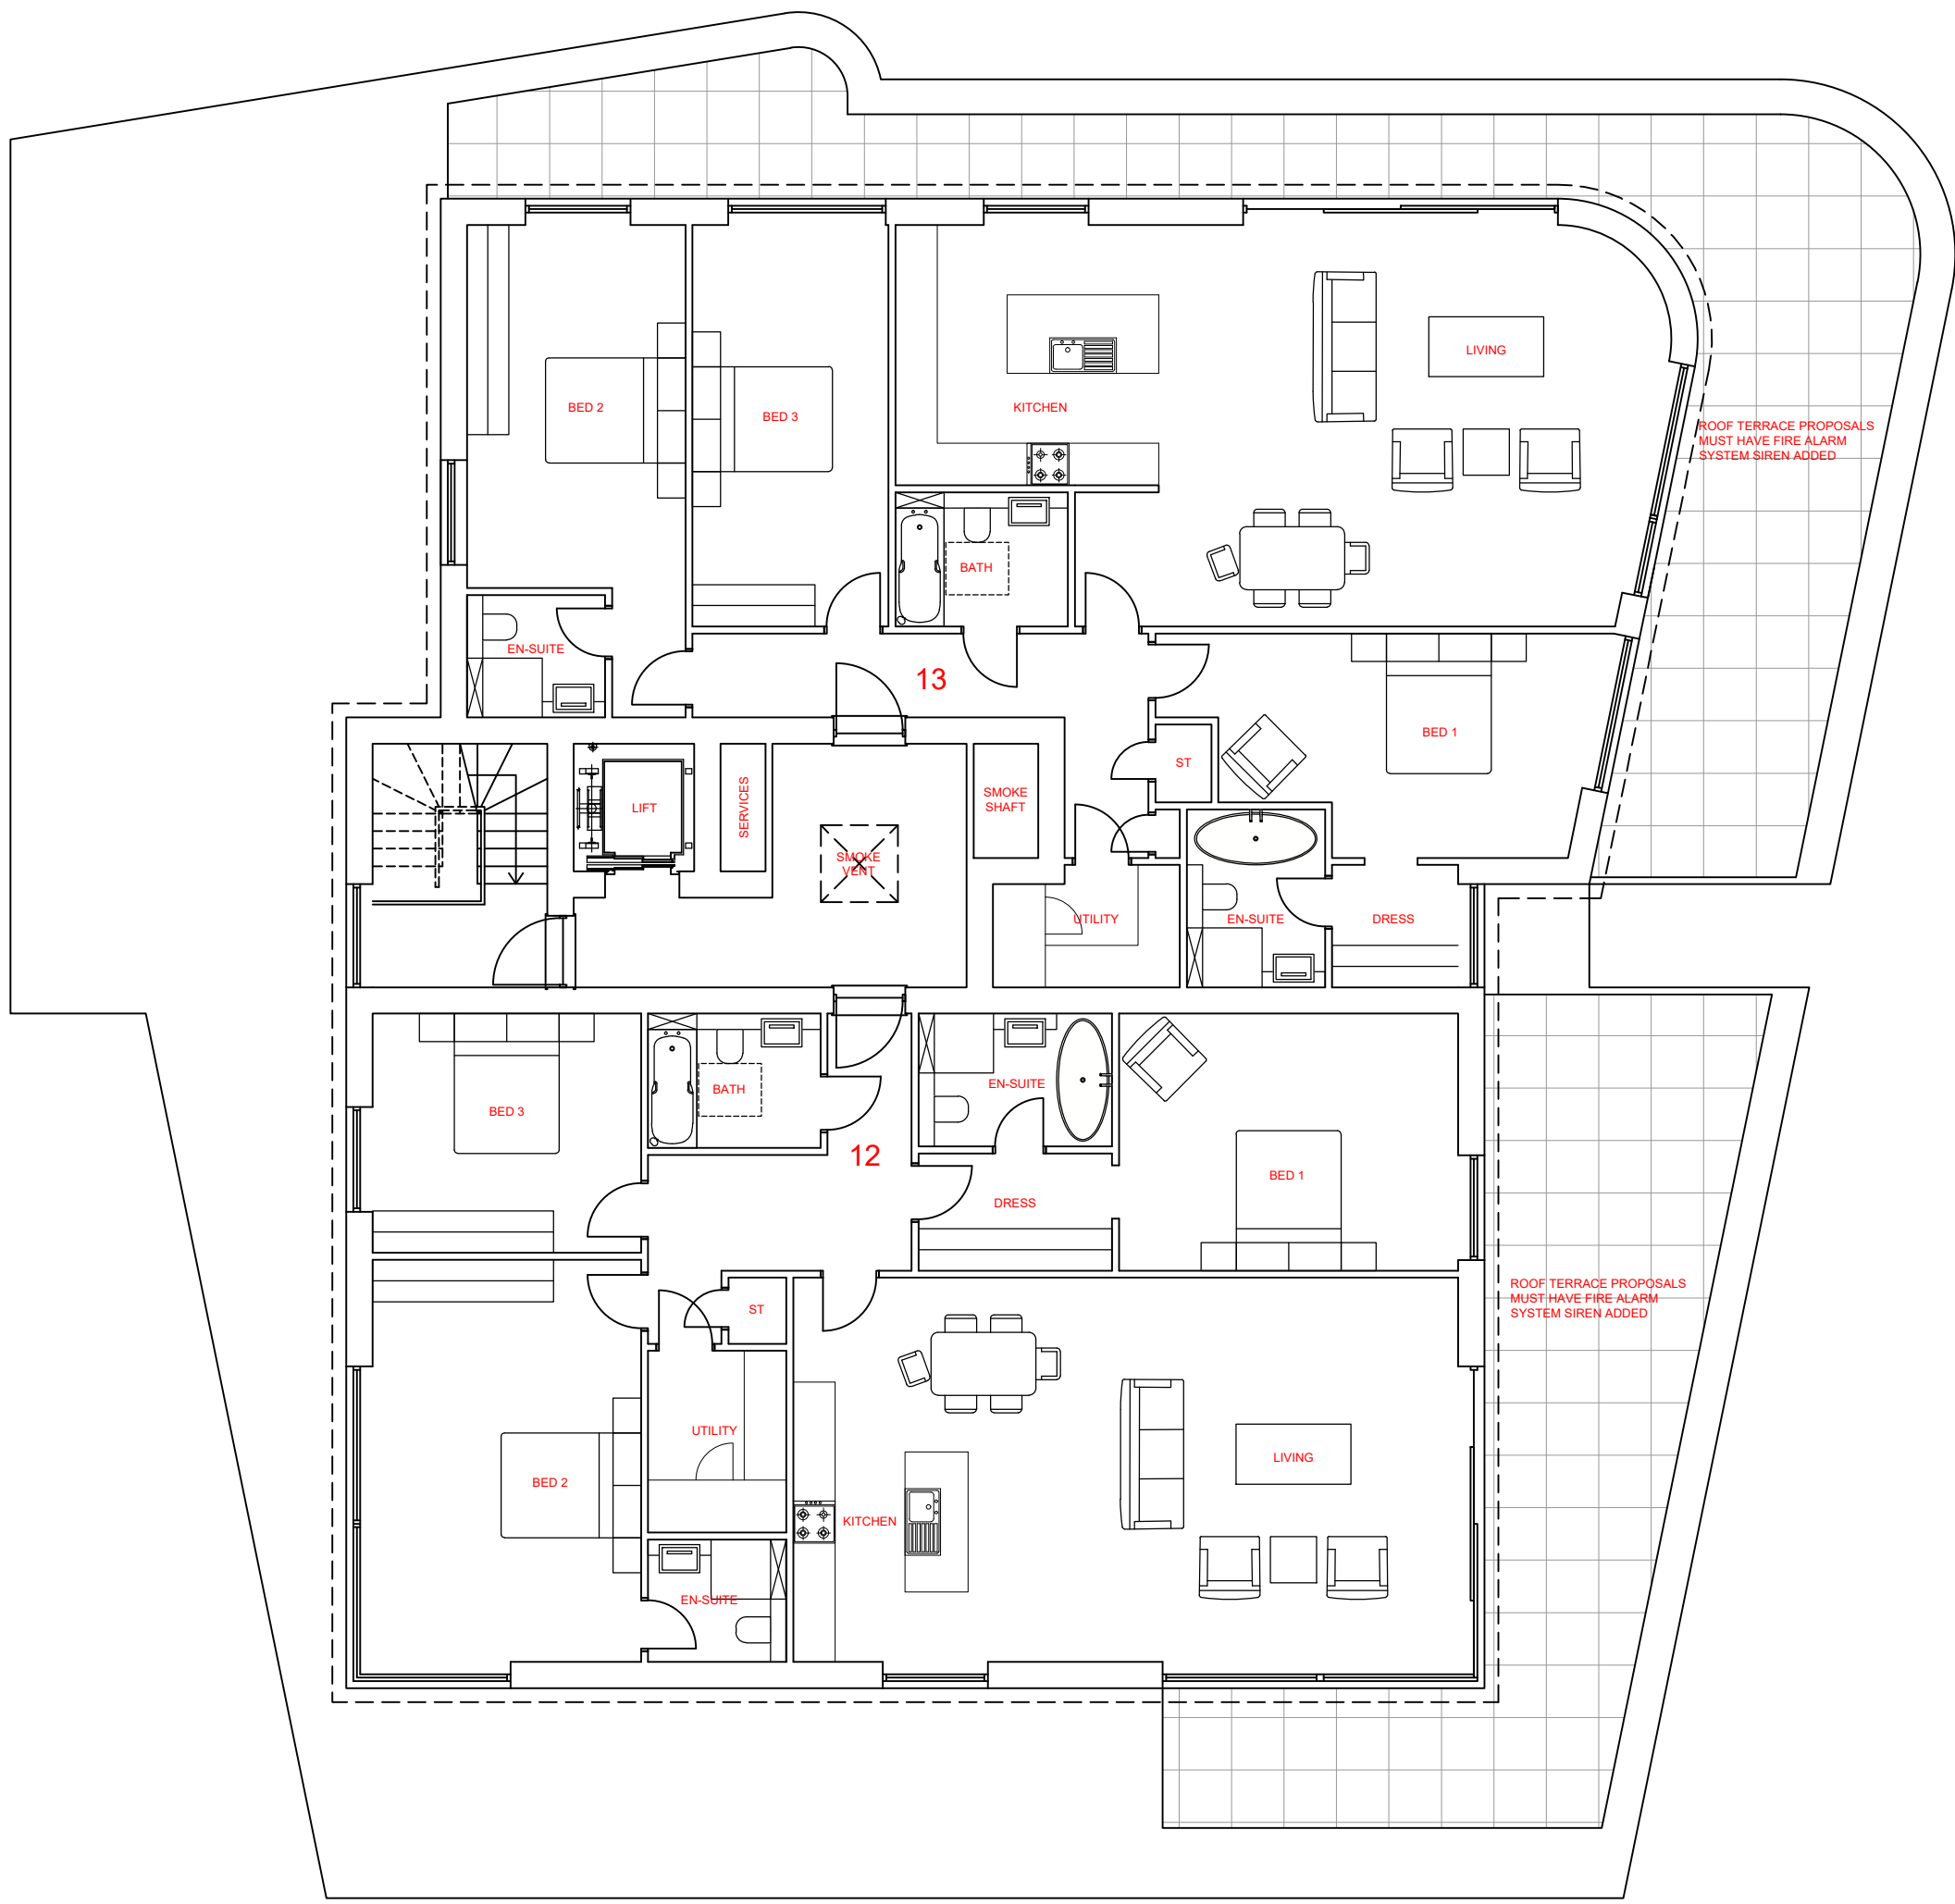 LIVING
BED 2
KITCHEN
BED 3
ROOF TERRACE PROPOSALS
MUST HAVE FIRE ALARM
SYSTEM SIREN ADDED
BATH
EN-SUITE
13
BED 1
ST
LIFT
SERVICES
SMOKE
SHAFT
SMOKE
VENT
UTILITY
EN-SUITE
DRESS
BED 3
BATH
EN-SUITE
12
BED 1
DRESS
ROOF TERRACE PROPOSALS
MUST HAVE FIRE ALARM
SYSTEM SIREN ADDED
ST
UTILITY
LIVING
BED 2
KITCHEN
EN-SUITE